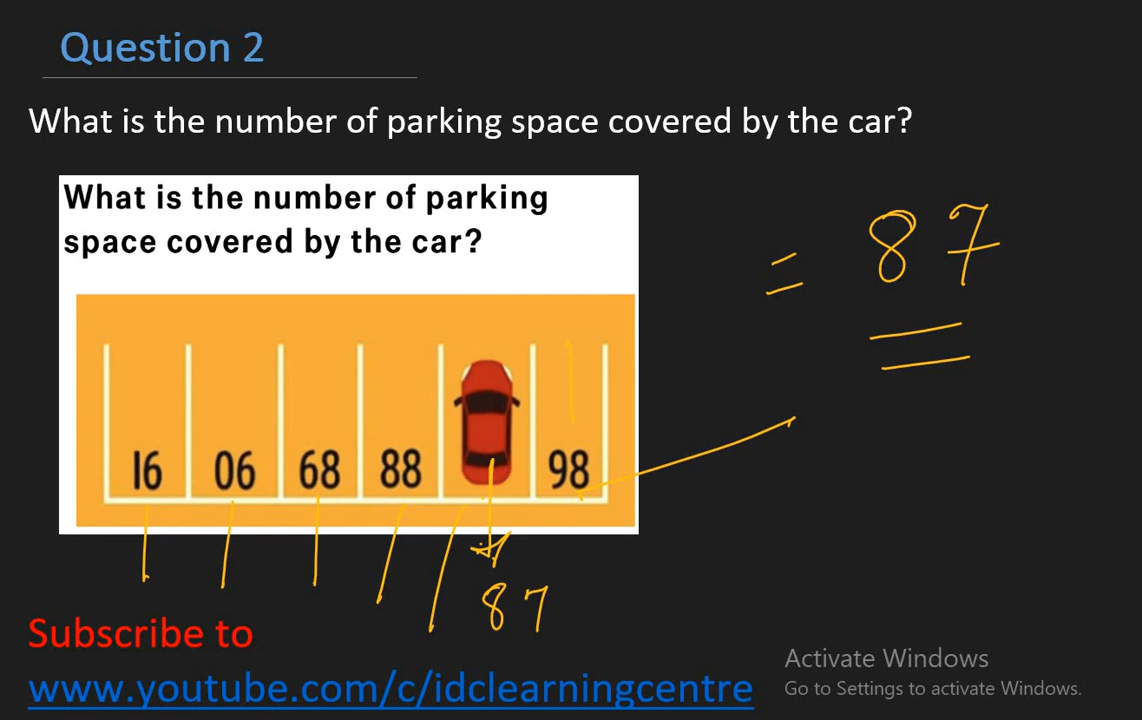 Question 2
What is the number of parking space covered by the car?
What is the number of parking
space covered by the car?
= 87
16 06 68 88 98
87
Subscribe to
www.youtube.com/c/idclearningcentre
Activate Windows
Go to Settings to activate Windows.